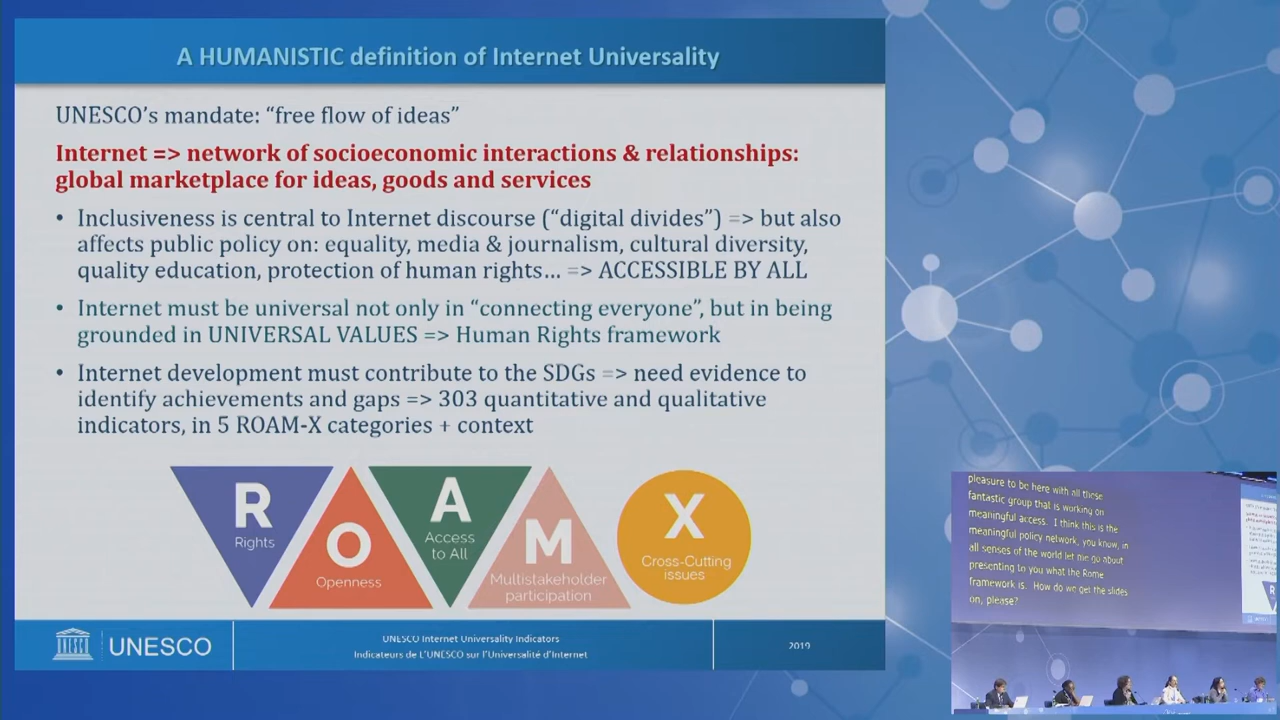 A HUMANISTIC definition of Internet Universality
UNESCO's mandate: “free flow of ideas”
Internet => network of socioeconomic interactions & relationships:
global marketplace for ideas, goods and services
• Inclusiveness is central to Internet discourse (“digital divides”) => but also
affects public policy on: equality, media & journalism, cultural diversity,
quality education, protection of human rights... => ACCESSIBLE BY ALL
• Internet must be universal not only in “connecting everyone”, but in being
grounded in UNIVERSAL VALUES => Human Rights framework
• Internet development must contribute to the SDGs => need evidence to
identify achievements and gaps => 303 quantitative and qualitative
indicators, in 5 ROAM-X categories + context
R
Rights
O
Openness
A
Access
to All
M
Multistakeholder
participation
X
Cross-Cutting
issues
UNESCO
UNESCO
UNESCO Internet Universality Indicators
Indicateurs de L'UNESCO sur l'Universalité d'Internet
2019
pleasure to be here with all these
fantastic group that is working on
meaningful access. I think this is the
meaningful policy network, you know, in
all senses of the world let me go about
presenting to you what the Rome
framework is. How do we get the slides
on, please?